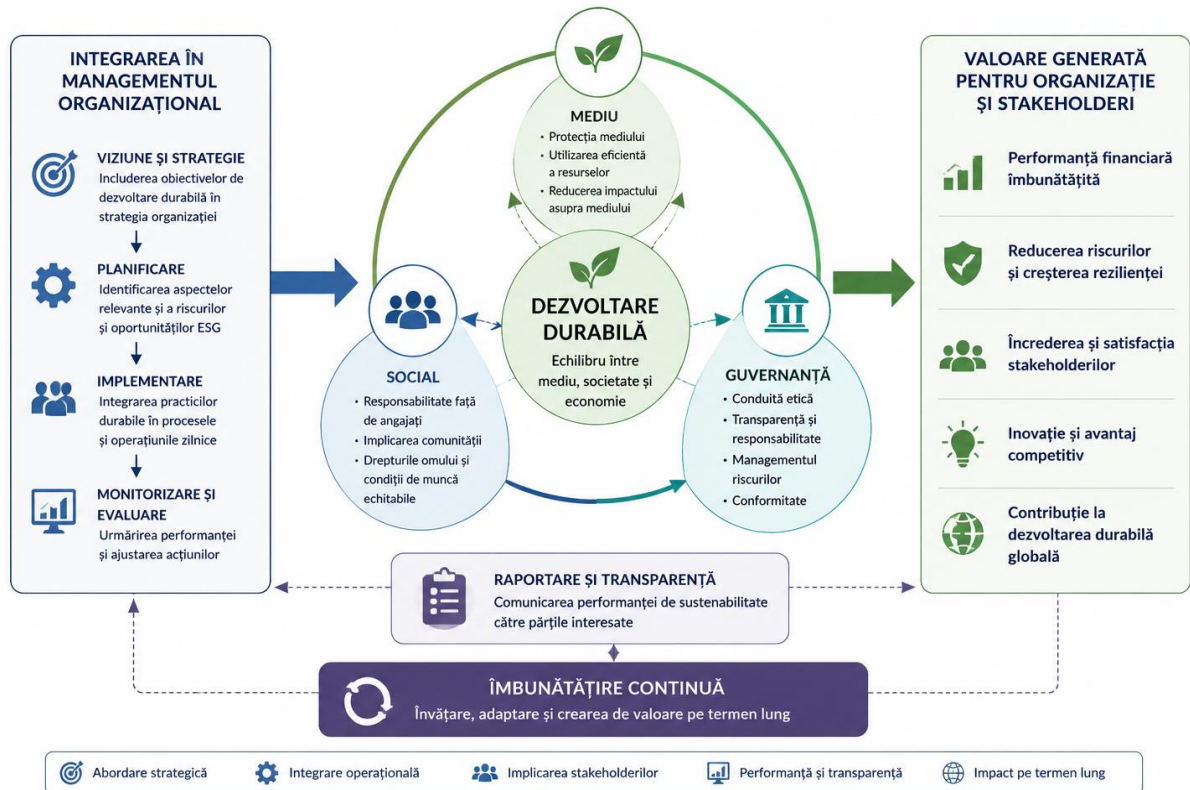 INTEGRAREA ÎN
MANAGEMENTUL
ORGANIZAȚIONAL
VIZIUNE ȘI STRATEGIE
Includerea obiectivelor de
dezvoltare durabilă în
strategia organizației
PLANIFICARE
Identificarea aspectelor
relevante și a riscurilor
și oportunităților ESG
IMPLEMENTARE
Integrarea practicilor
durabile în procesele
și operațiunile zilnice
MONITORIZARE ȘI
EVALUARE
Urmărirea performanței
și ajustarea acțiunilor
MEDIU
• Protecția mediului
• Utilizarea eficientă
a resurselor
• Reducerea impactului
asupra mediului
DEZVOLTARE
DURABILĂ
Echilibru între
mediu, societate și
economie
SOCIAL
• Responsabilitate față
de angajați
• Implicarea comunității
• Drepturile omului și
condiții de muncă
echitabile
GUVERNANȚĂ
• Conduită etică
• Transparență și
responsabilitate
• Managementul
riscurilor
• Conformitate
VALOARE GENERATĂ
PENTRU ORGANIZAȚIE
ȘI STAKEHOLDERI
Performanță financiară
îmbunătățită
Reducerea riscurilor
și creșterea rezilienței
Încrederea și satisfacția
stakeholderilor
Inovație și avantaj
competitiv
Contribuție la
dezvoltarea durabilă
globală
RAPORTARE ȘI TRANSPARENȚĂ
Comunicarea performanței de sustenabilitate
către părțile interesate
ÎMBUNĂTĂȚIRE CONTINUĂ
Învățare, adaptare și crearea de valoare pe termen lung
Abordare strategică
Integrare operațională
Implicarea stakeholderilor
Performanță și transparență
Impact pe termen lung